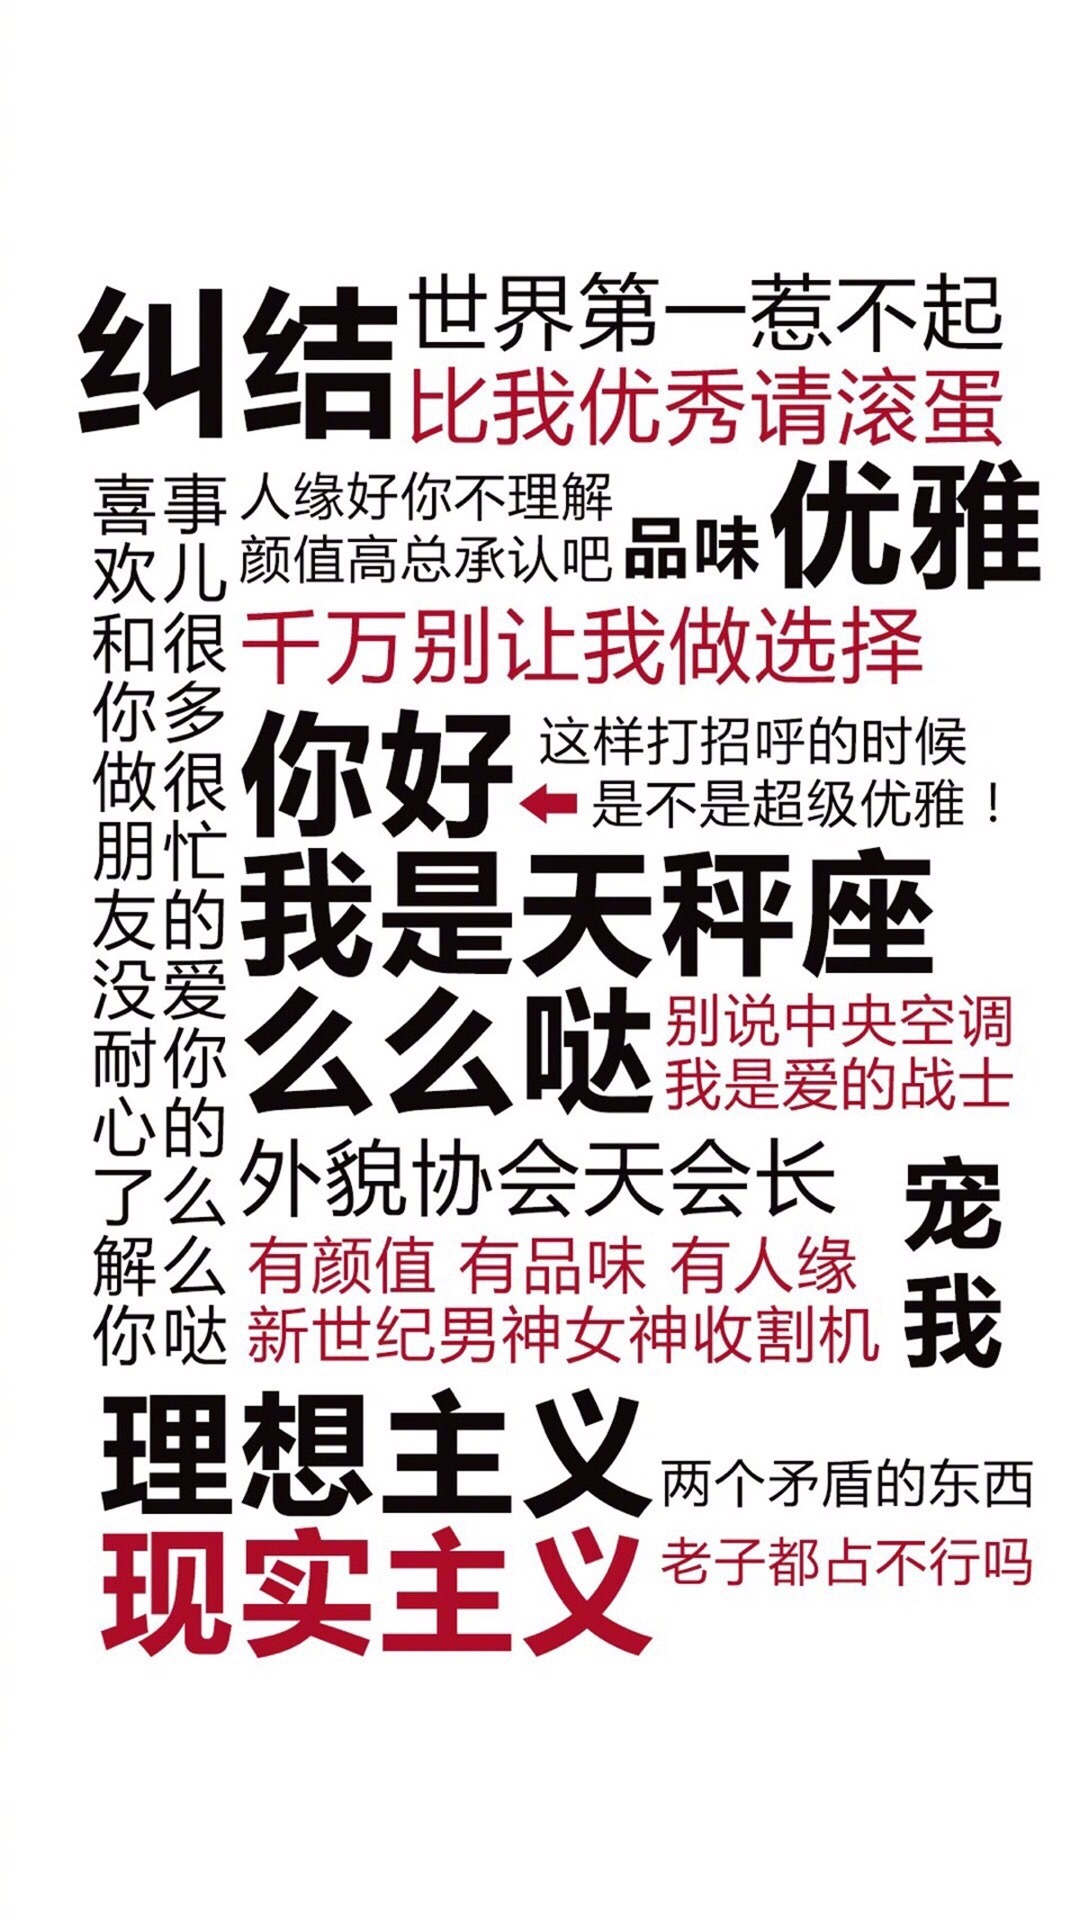 纠结
世界第一惹不起
比我优秀请滚蛋
人缘好你不理解
颜值高总承认吧
品味
优雅
千万别让我做选择
喜欢和你做朋友没耐心了解你
事儿很多很忙的爱你的么么哒
你好
这样打招呼的时候
是不是超级优雅！
我是天秤座
么么哒
别说中央空调
我是爱的战士
外貌协会天会长
宠我
有颜值 有品味 有人缘
新世纪男神女神收割机
理想主义
两个矛盾的东西
现实主义
老子都占不行吗